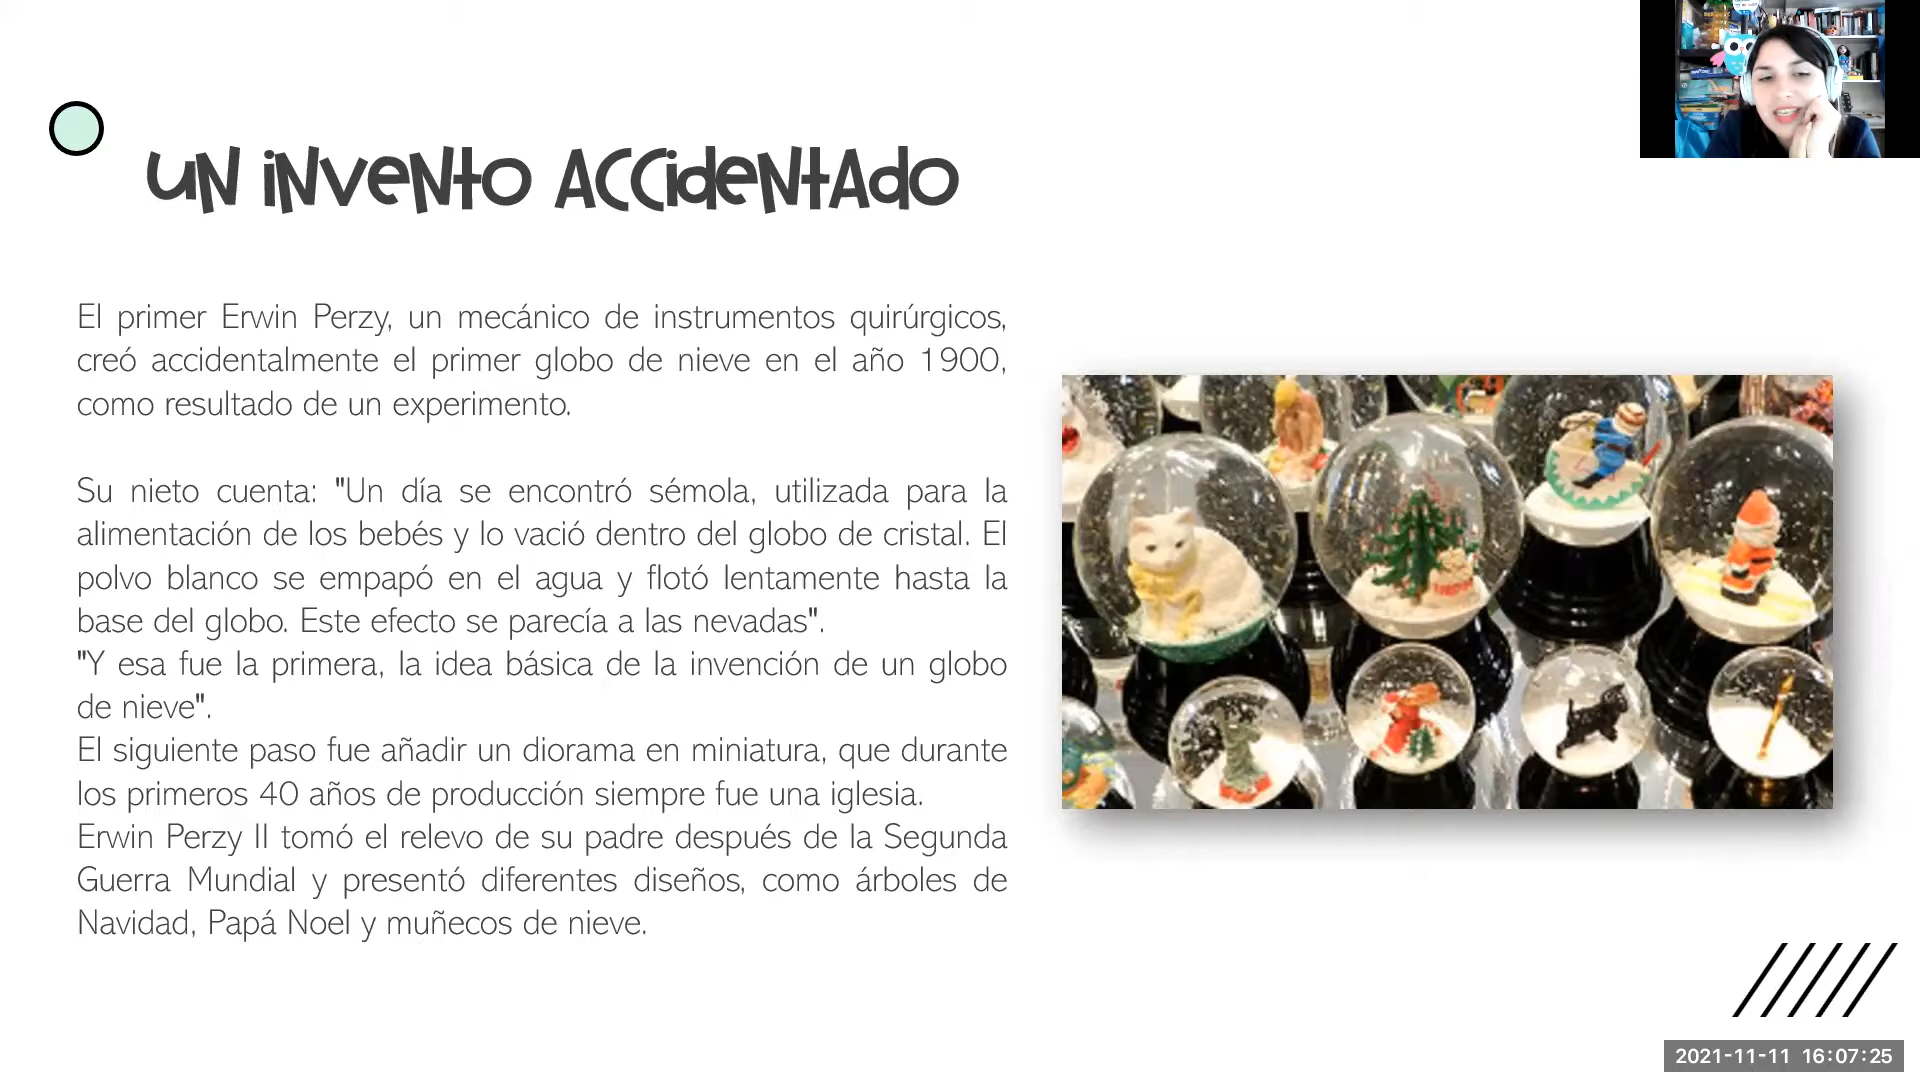 UN INVENTO ACCIDENTADO
El primer Erwin Perzy, un mecánico de instrumentos quirúrgicos,
creó accidentalmente el primer globo de nieve en el año 1900,
como resultado de un experimento.
Su nieto cuenta: "Un día se encontró sémola, utilizada para la
alimentación de los bebés y lo vació dentro del globo de cristal. El
polvo blanco se empapó en el agua y flotó lentamente hasta la
base del globo. Este efecto se parecía a las nevadas".
"Y esa fue la primera, la idea básica de la invención de un globo
de nieve".
El siguiente paso fue añadir un diorama en miniatura, que durante
los primeros 40 años de producción siempre fue una iglesia.
Erwin Perzy II tomó el relevo de su padre después de la Segunda
Guerra Mundial y presentó diferentes diseños, como árboles de
Navidad, Papá Noel y muñecos de nieve.
2021-11-11 16:07:25